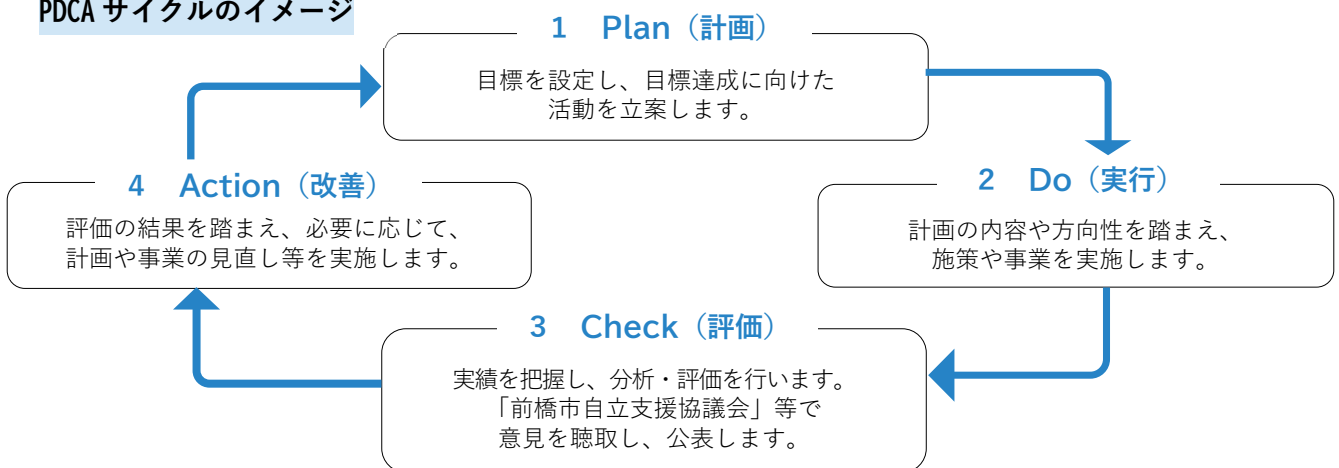 PDCA サイクルのイメージ
1 Plan（計画）
目標を設定し、目標達成に向けた
活動を立案します。
2 Do（実行）
計画の内容や方向性を踏まえ、
施策や事業を実施します。
3 Check（評価）
実績を把握し、分析・評価を行います。
「前橋市自立支援協議会」等で
意見を聴取し、公表します。
4 Action（改善）
評価の結果を踏まえ、必要に応じて、
計画や事業の見直し等を実施します。